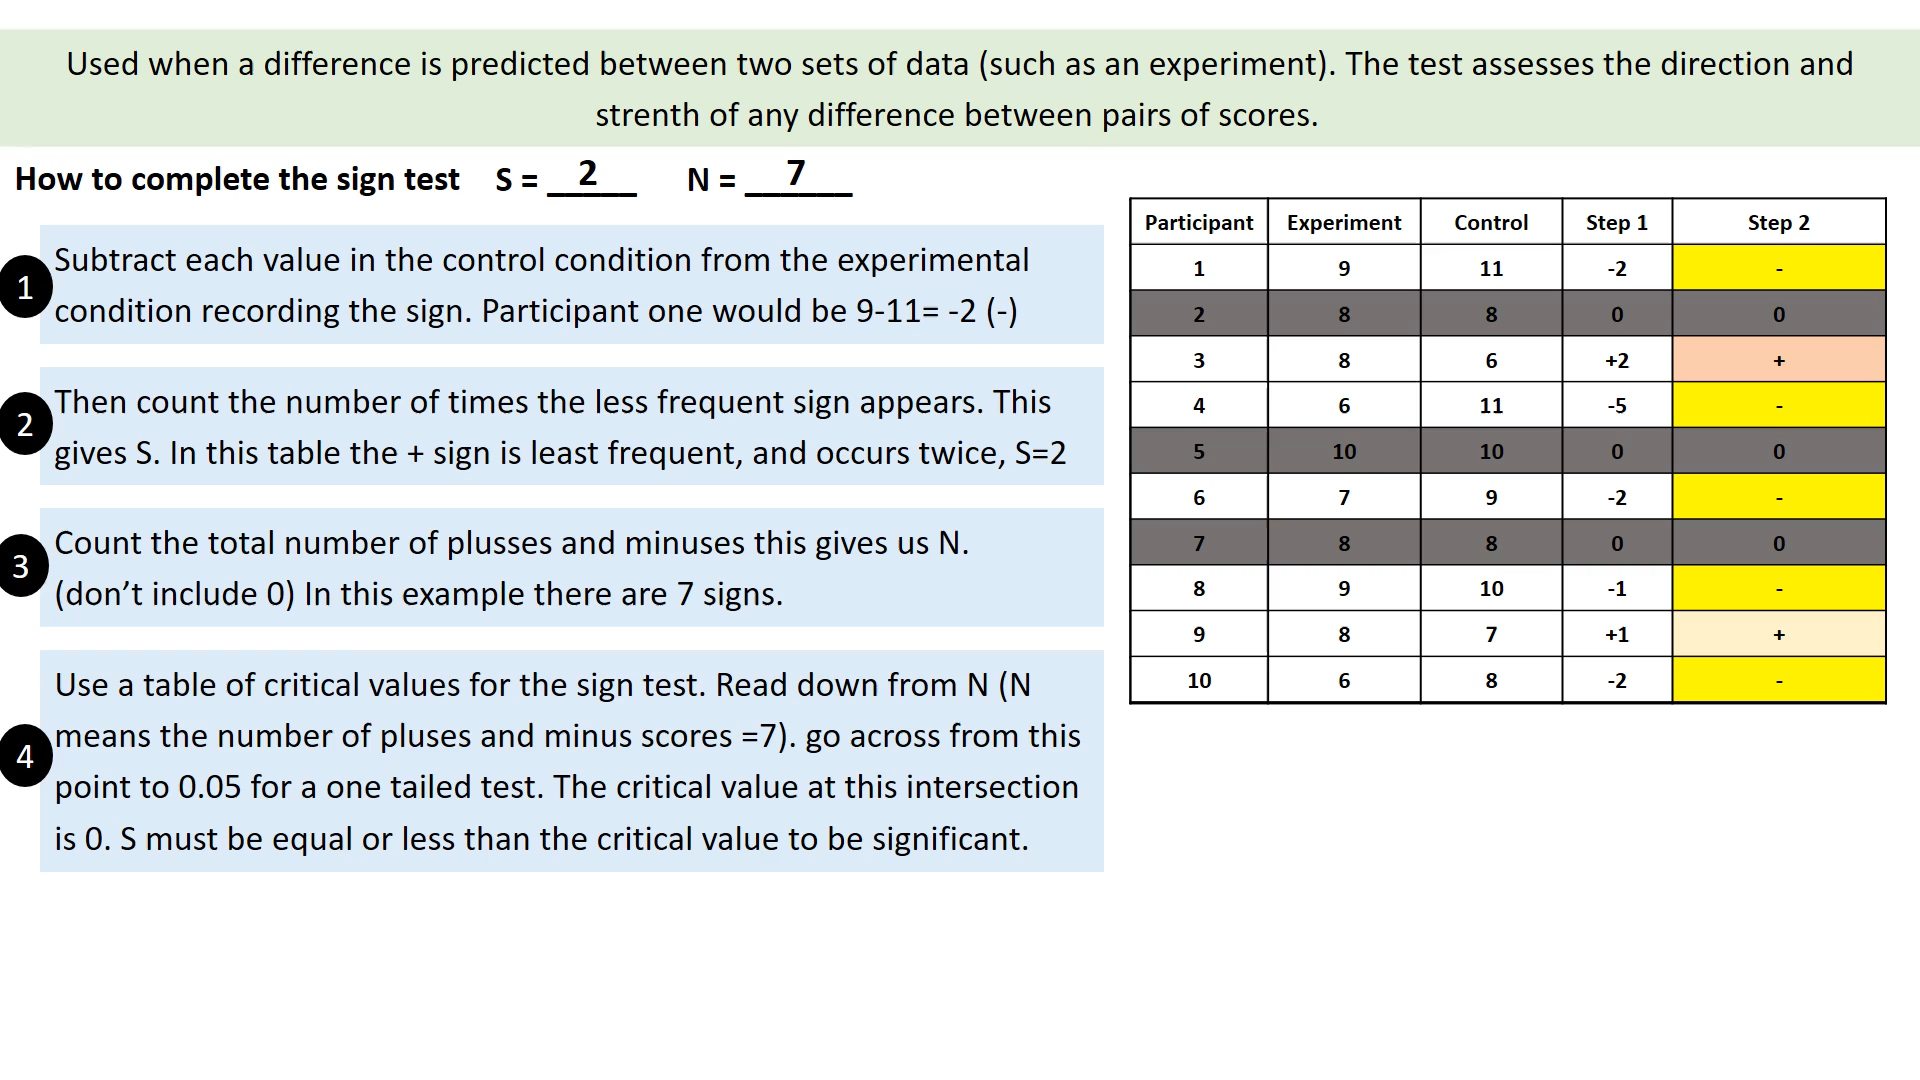 Used when a difference is predicted between two sets of data (such as an experiment). The test assesses the direction and
strenth of any difference between pairs of scores.
How to complete the sign test S = __2__ N = __7__
1
Subtract each value in the control condition from the experimental
condition recording the sign. Participant one would be 9-11= -2 (-)
2
Then count the number of times the less frequent sign appears. This
gives S. In this table the + sign is least frequent, and occurs twice, S=2
3
Count the total number of plusses and minuses this gives us N.
(don’t include 0) In this example there are 7 signs.
4
Use a table of critical values for the sign test. Read down from N (N
means the number of pluses and minus scores =7). go across from this
point to 0.05 for a one tailed test. The critical value at this intersection
is 0. S must be equal or less than the critical value to be significant.
Participant Experiment Control Step 1 Step 2
1 9 11 -2 -
2 8 8 0 0
3 8 6 +2 +
4 6 11 -5 -
5 10 10 0 0
6 7 9 -2 -
7 8 8 0 0
8 9 10 -1 -
9 8 7 +1 +
10 6 8 -2 -